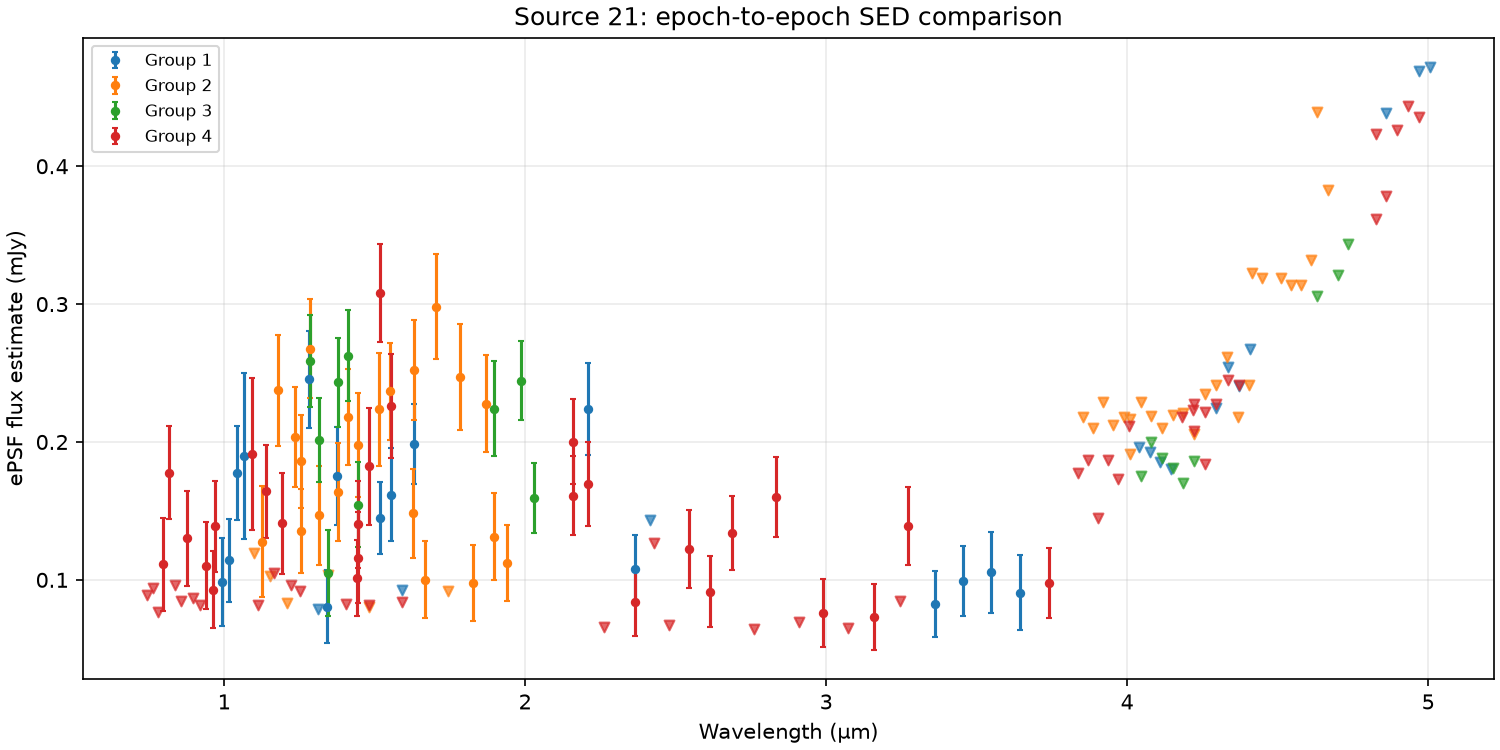 Source 21: epoch-to-epoch SED comparison
Group 1
Group 2
Group 3
Group 4
ePSF flux estimate (mJy)
0.4
0.3
0.2
0.1
1 2 3 4 5
Wavelength (μm)